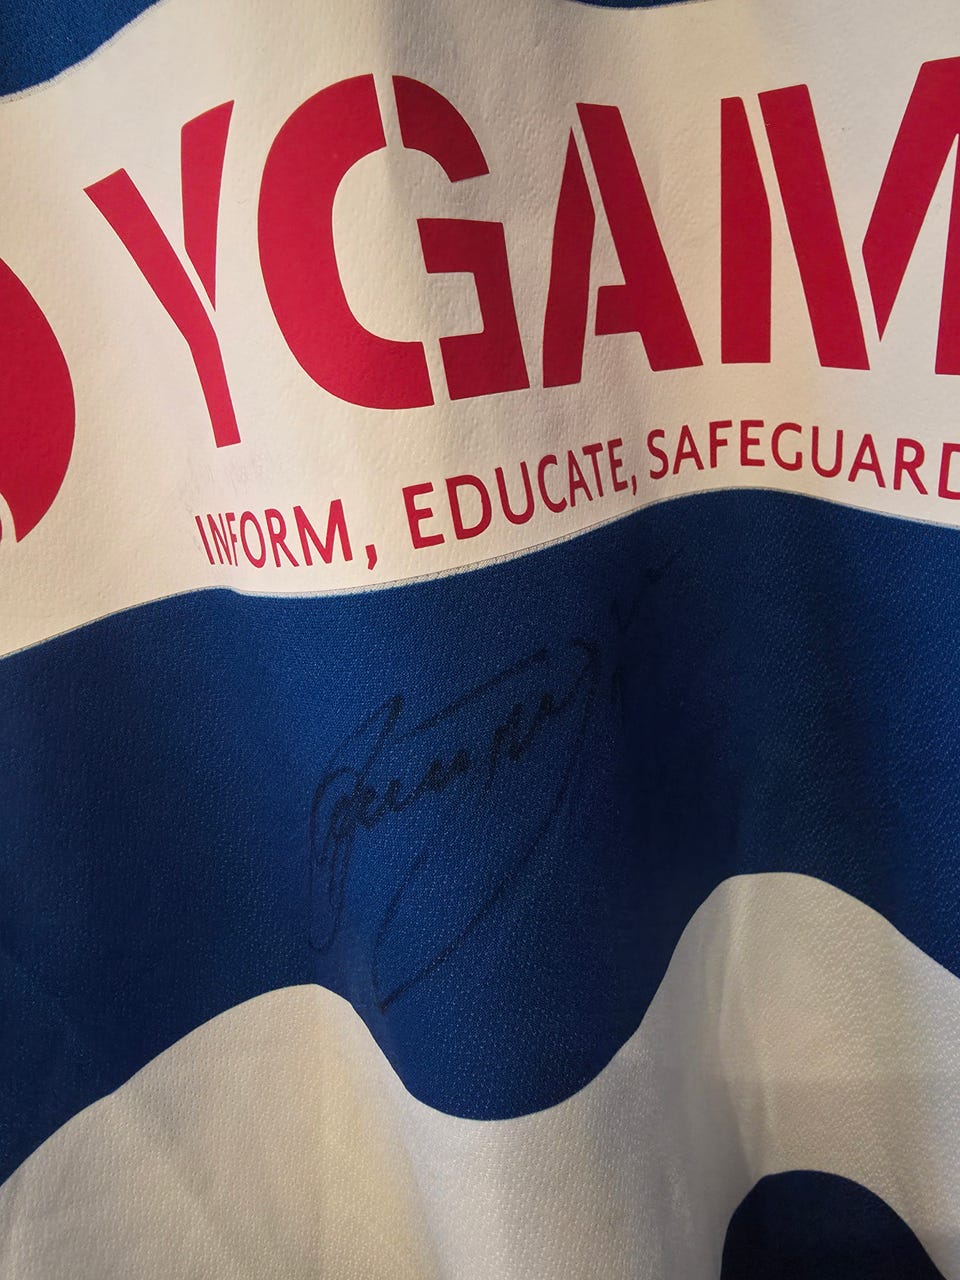 YGAM
INFORM, EDUCATE, SAFEGUARD